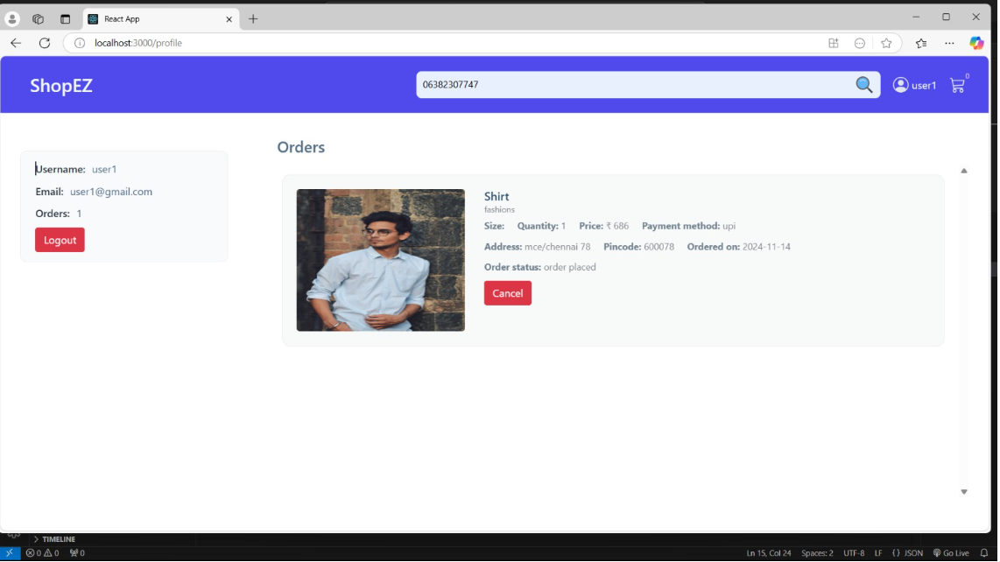 React App
localhost:3000/profile
ShopEZ
06382307747
user1
0
Orders
Username: user1
Email: user1@gmail.com
Orders: 1
Logout
Shirt
fashions
Size: Quantity: 1 Price: ₹ 686 Payment method: upi
Address: mce/chennai 78 Pincode: 600078 Ordered on: 2024-11-14
Order status: order placed
Cancel
TIMELINE
0 0 0 Ln 15, Col 24 Spaces: 2 UTF-8 LF {} JSON Go Live